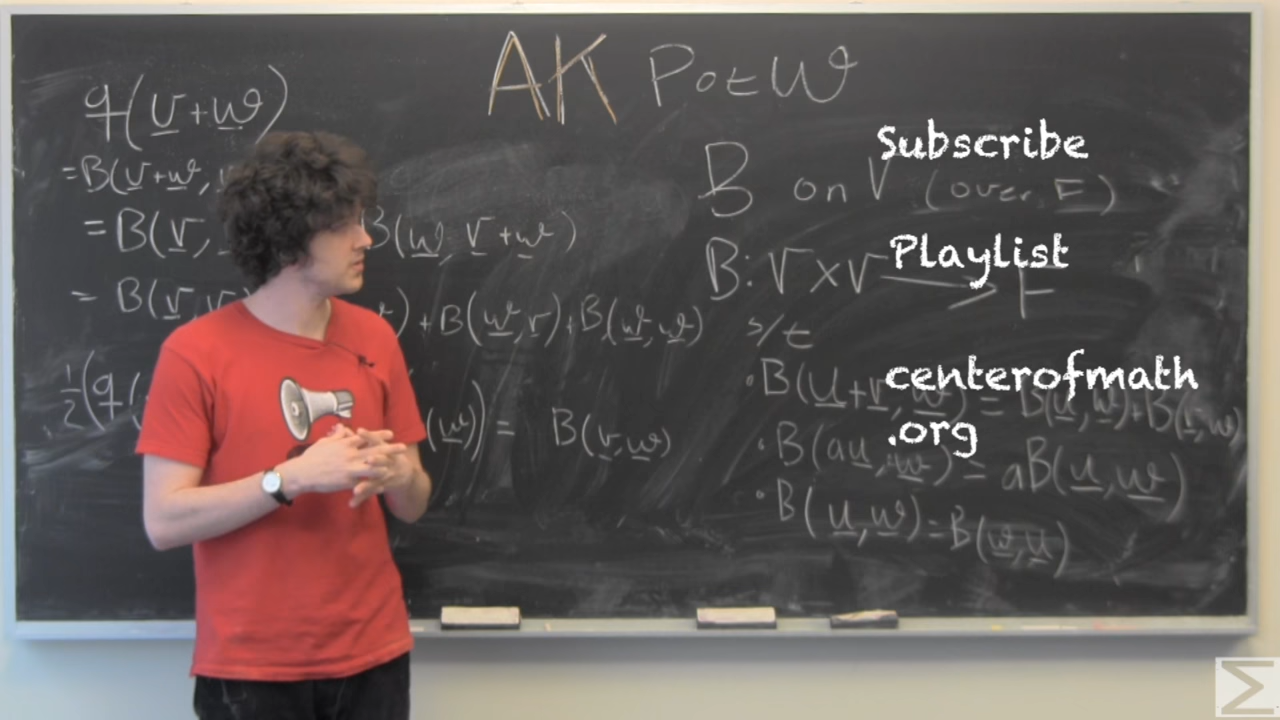 AK PotW
q(v+w)
=B(v+w,
=B(v,
B(w,v+w)
=B(v,v
)+B(w,v)+B(w,w)
1/2(q(
(w))= B(v,w)
B on V (over F)
B: V×V → F
s/t
·B(u+v,w)=B(u,w)+B(v,w)
·B(au,w)=aB(u,w)
·B(u,w)=B(w,u)
Subscribe
Playlist
centerofmath
.org
Σ